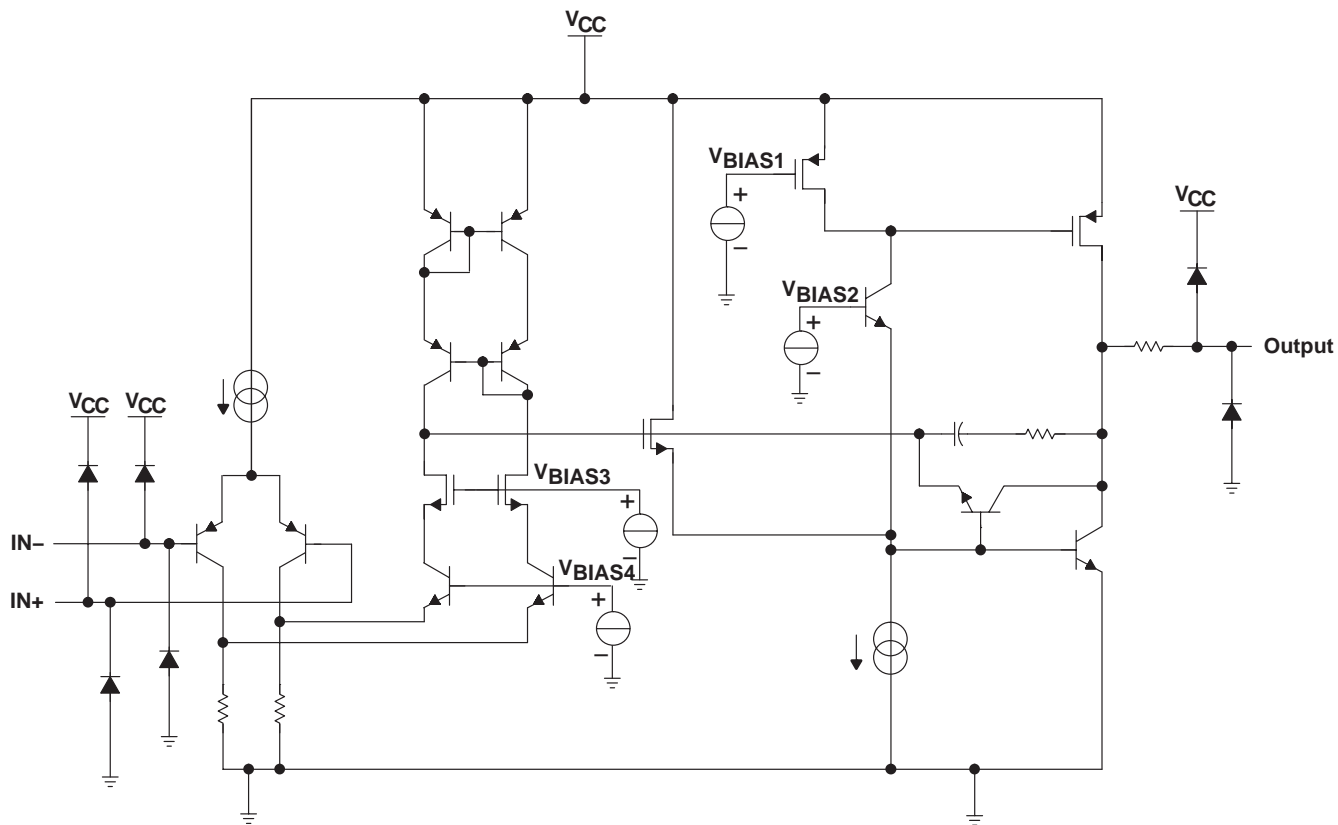 VCC
VBIAS1
+
–
VCC
VBIAS2
+
–
Output
VCC
VCC
VBIAS3
+
–
IN–
VBIAS4
+
–
IN+